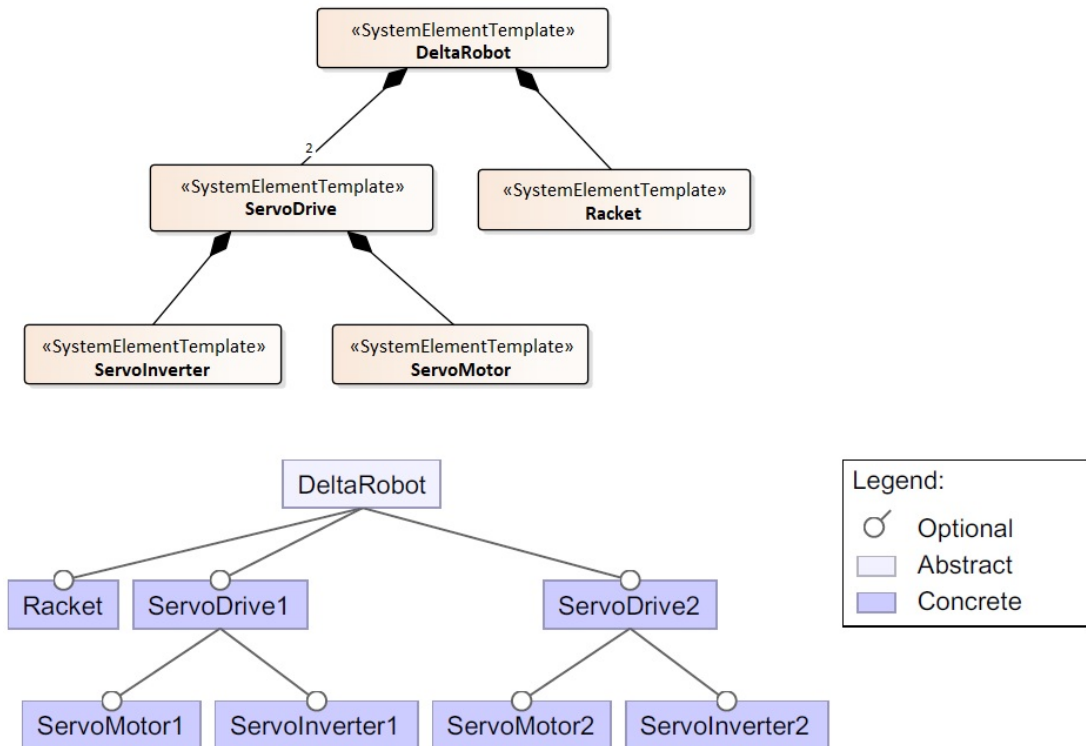 «SystemElementTemplate»
DeltaRobot
2
«SystemElementTemplate»
ServoDrive
«SystemElementTemplate»
Racket
«SystemElementTemplate»
ServoInverter
«SystemElementTemplate»
ServoMotor
DeltaRobot
Racket
ServoDrive1
ServoDrive2
ServoMotor1
ServoInverter1
ServoMotor2
ServoInverter2
Legend:
Optional
Abstract
Concrete